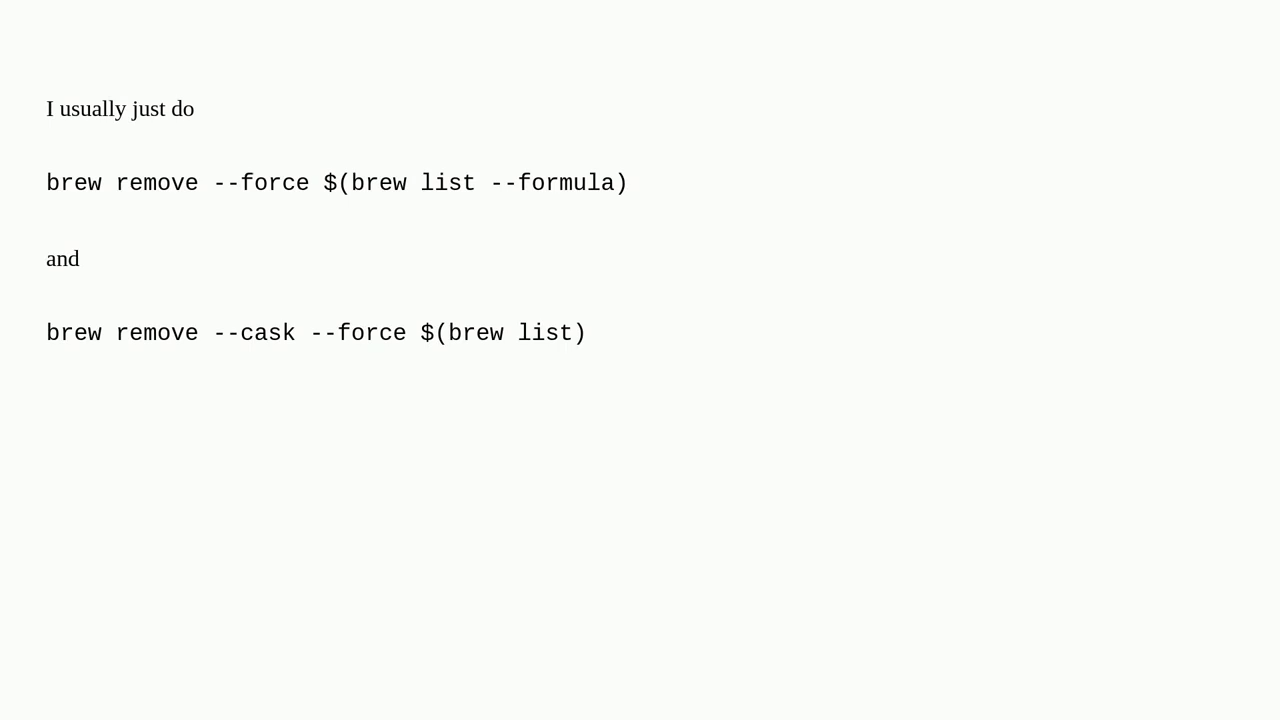 I usually just do
brew remove --force $(brew list --formula)
and
brew remove --cask --force $(brew list)